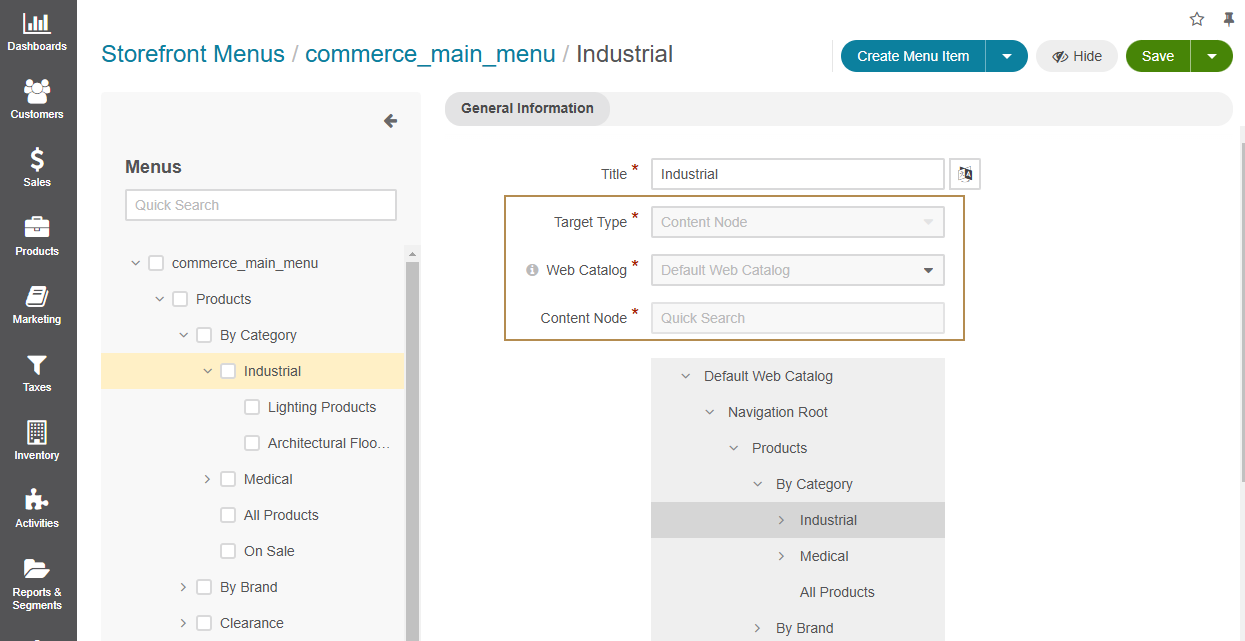 Dashboards
Customers
Sales
Products
Marketing
Taxes
Inventory
Activities
Reports &
Segments
Storefront Menus / commerce_main_menu / Industrial
Create Menu Item
Hide
Save
Menus
Quick Search
commerce_main_menu
Products
By Category
Industrial
Lighting Products
Architectural Floo...
Medical
All Products
On Sale
By Brand
Clearance
General Information
Title * Industrial
Target Type * Content Node
Web Catalog * Default Web Catalog
Content Node * Quick Search
Default Web Catalog
Navigation Root
Products
By Category
Industrial
Medical
All Products
By Brand